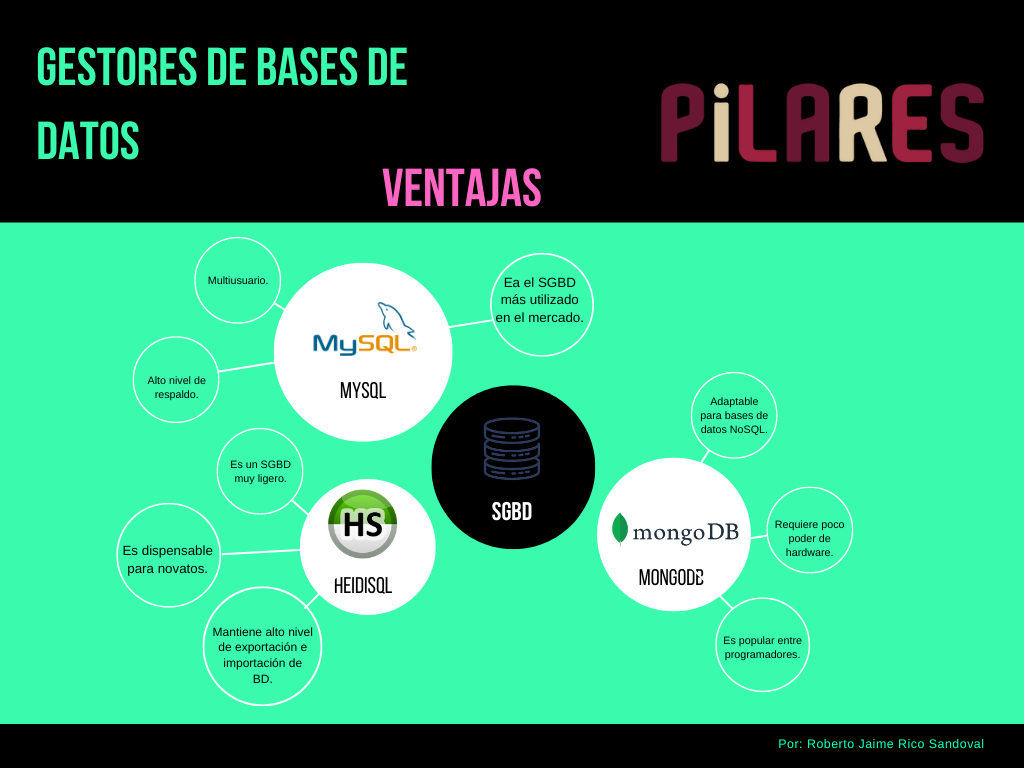 GESTORES DE BASES DE
DATOS
VENTAJAS
PiLARES
Multiusuario.
Alto nivel de
respaldo.
MySQL®
MYSQL
Ea el SGBD
más utilizado
en el mercado.
SGBD
Es un SGBD
muy ligero.
Es dispensable
para novatos.
Mantiene alto nivel
de exportación e
importación de
BD.
HS
HEIDISQL
mongoDB
MONGODB
Adaptable
para bases de
datos NoSQL.
Requiere poco
poder de
hardware.
Es popular entre
programadores.
Por: Roberto Jaime Rico Sandoval